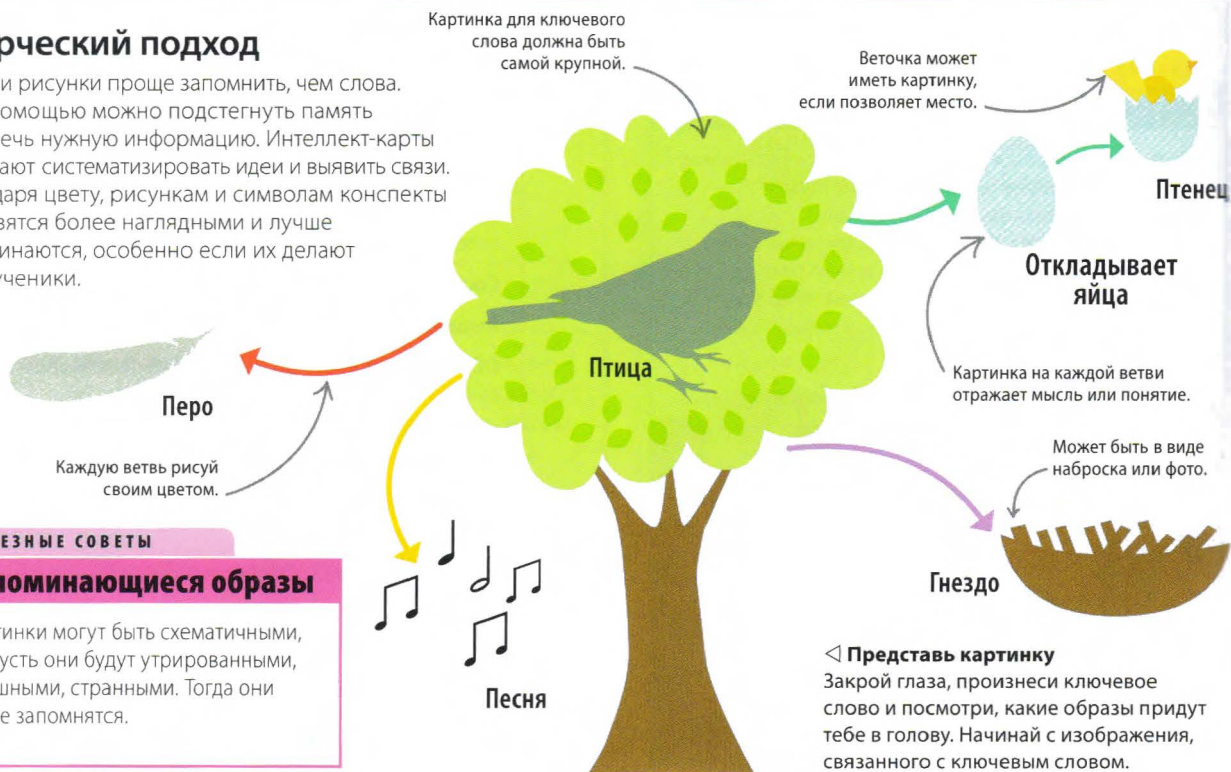 рческий подход
и рисунки проще запомнить, чем слова.
омощью можно подстегнуть память
ечь нужную информацию. Интеллект-карты
ают систематизировать идеи и выявить связи.
даря цвету, рисункам и символам конспекты
вятся более наглядными и лучше
инаются, особенно если их делают
ученики.
Картинка для ключевого
слова должна быть
самой крупной.
Веточка может
иметь картинку,
если позволяет место.
Птенец
Откладывает
яйца
Птица
Перо
Картинка на каждой ветви
отражает мысль или понятие.
Каждую ветвь рисуй
своим цветом.
Может быть в виде
наброска или фото.
ЕЗНЫЕ СОВЕТЫ
поминающиеся образы
тинки могут быть схематичными,
усть они будут утрированными,
шными, странными. Тогда они
е запомнятся.
Гнездо
Песня
◁ Представь картинку
Закрой глаза, произнеси ключевое
слово и посмотри, какие образы придут
тебе в голову. Начинай с изображения,
связанного с ключевым словом.